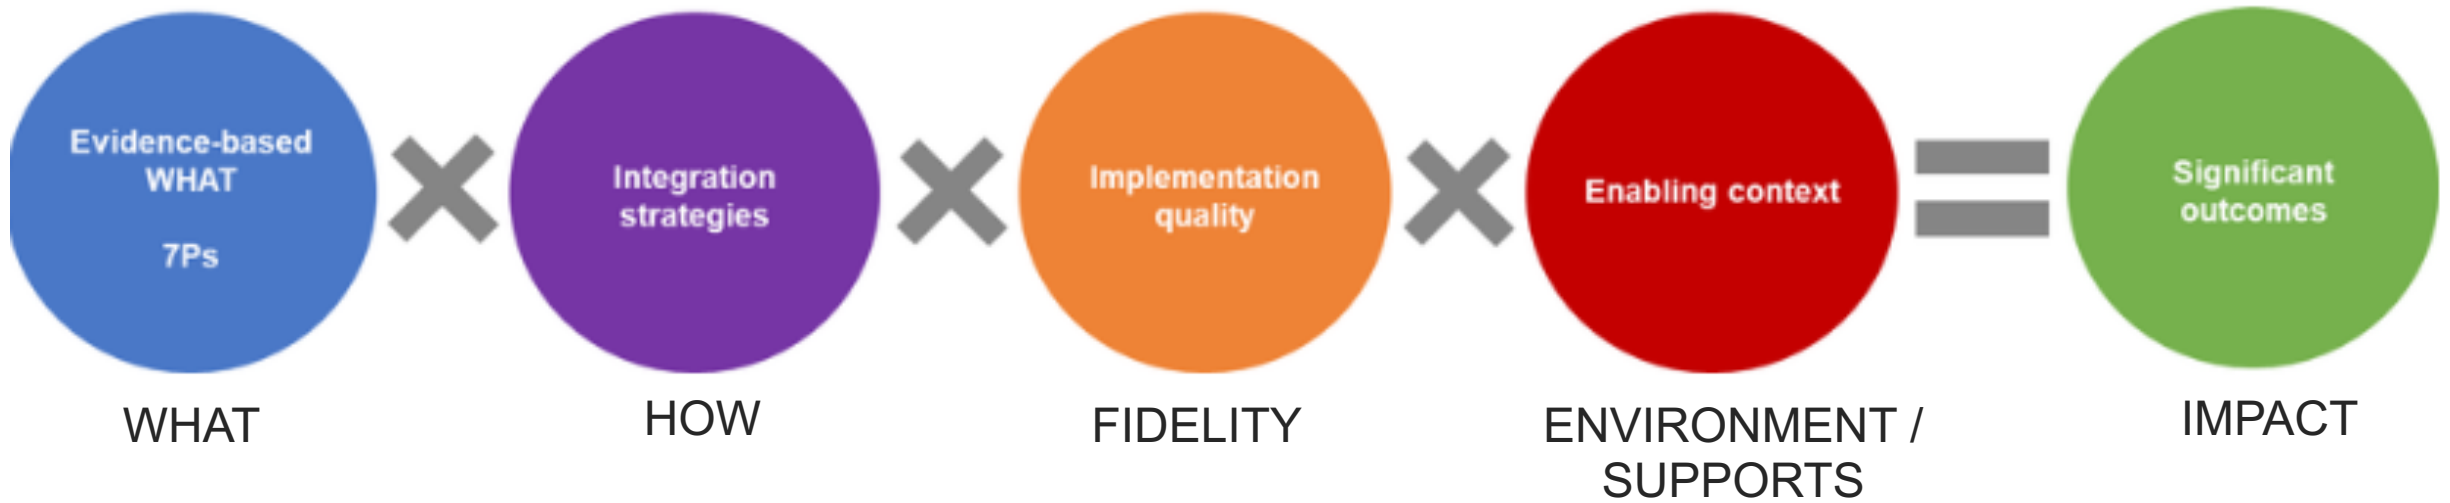 Evidence-based
WHAT
7Ps
Integration
strategies
Implementation
quality
Enabling context
Significant
outcomes
WHAT
HOW
FIDELITY
ENVIRONMENT /
SUPPORTS
IMPACT